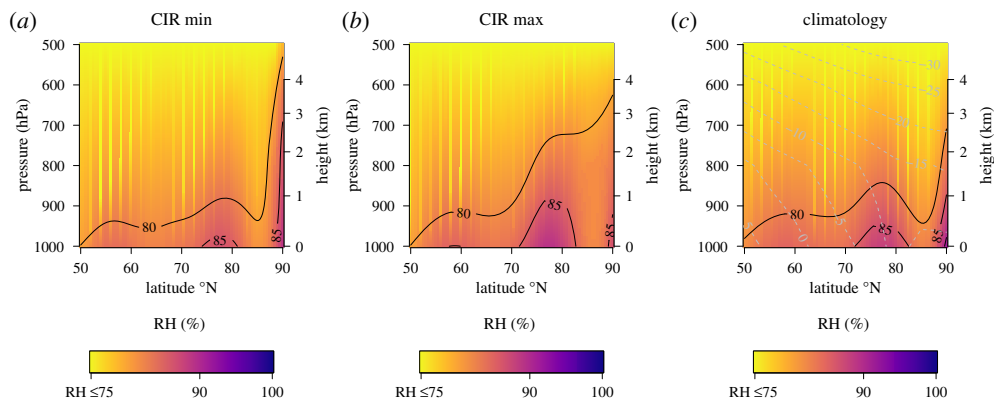 (a) CIR min
500
600
700
800
900
1000
pressure (hPa)
4
3
2
1
0
height (km)
80
85
85
50 60 70 80 90
latitude °N
RH (%)
RH ≤75 90 100
(b) CIR max
500
600
700
800
900
1000
pressure (hPa)
4
3
2
1
0
height (km)
80
85
85
50 60 70 80 90
latitude °N
RH (%)
RH ≤75 90 100
(c) climatology
500
600
700
800
900
1000
pressure (hPa)
4
3
2
1
0
height (km)
-30
-25
-20
80
85
85
0
50 60 70 80 90
latitude °N
RH (%)
RH ≤75 90 100